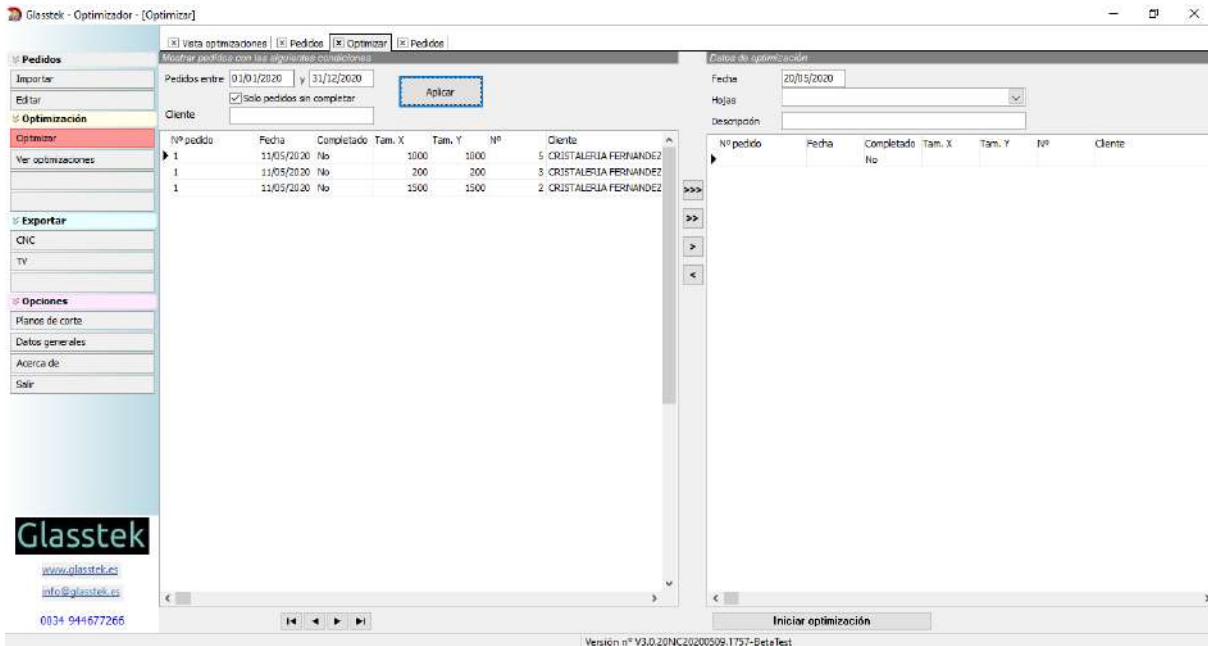 Glasstek - Optimizador - [Optimizar]
Vista optimizaciones Pedidos Optimizar Pedidos
Pedidos
Importar
Editar
Optimización
Optimizar
Ver optimizaciones
Exportar
CNC
TV
Opciones
Planos de corte
Datos generales
Acerca de
Salir
Glasstek
www.glasstek.es
info@glasstek.es
0034 944677266
Mostrar pedidos con las siguientes condiciones
Pedidos entre 01/01/2020 y 31/12/2020
Solo pedidos sin completar
Aplicar
Cliente
Nº pedido Fecha Completado Tam. X Tam. Y Nº Cliente
1 11/05/2020 No 1000 1000 5 CRISTALERIA FERNANDEZ
1 11/05/2020 No 200 200 3 CRISTALERIA FERNANDEZ
1 11/05/2020 No 1500 1500 2 CRISTALERIA FERNANDEZ
>>>
>>
>
<
Datos de optimización
Fecha 20/05/2020
Hojas
Descripción
Nº pedido Fecha Completado Tam. X Tam. Y Nº Cliente
No
Iniciar optimización
Versión nº V3.0.20NC20200509.1757-BetaTest